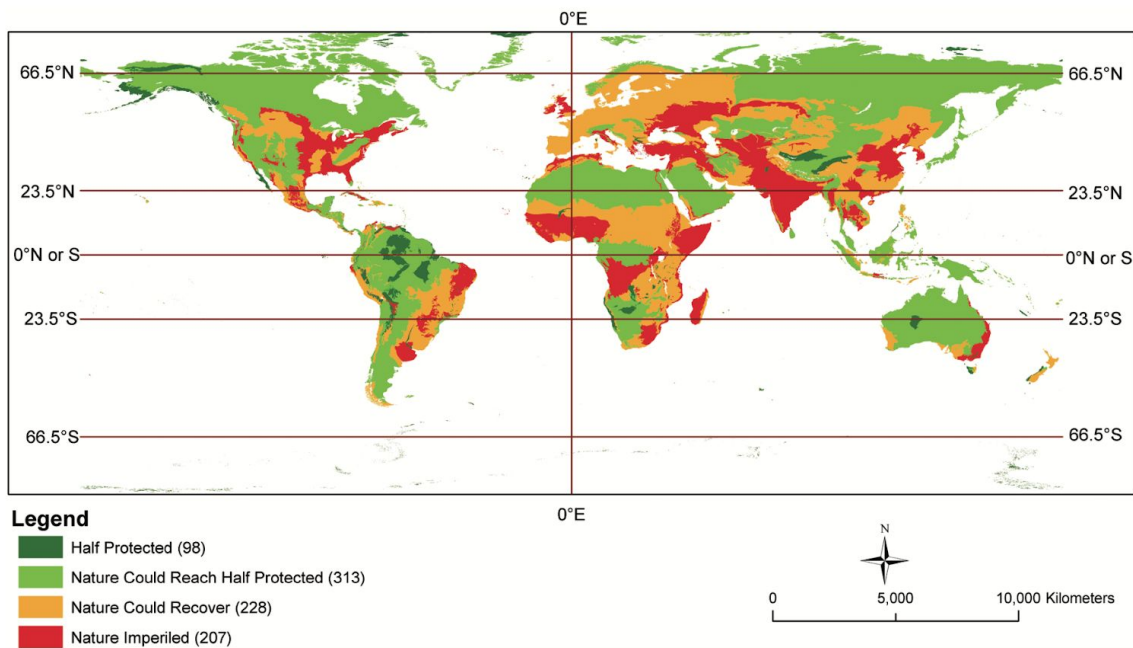 0°E
66.5°N
66.5°N
23.5°N
23.5°N
0°N or S
0°N or S
23.5°S
23.5°S
66.5°S
66.5°S
0°E
Legend
Half Protected (98)
Nature Could Reach Half Protected (313)
Nature Could Recover (228)
Nature Imperiled (207)
N
0 5,000 10,000 Kilometers